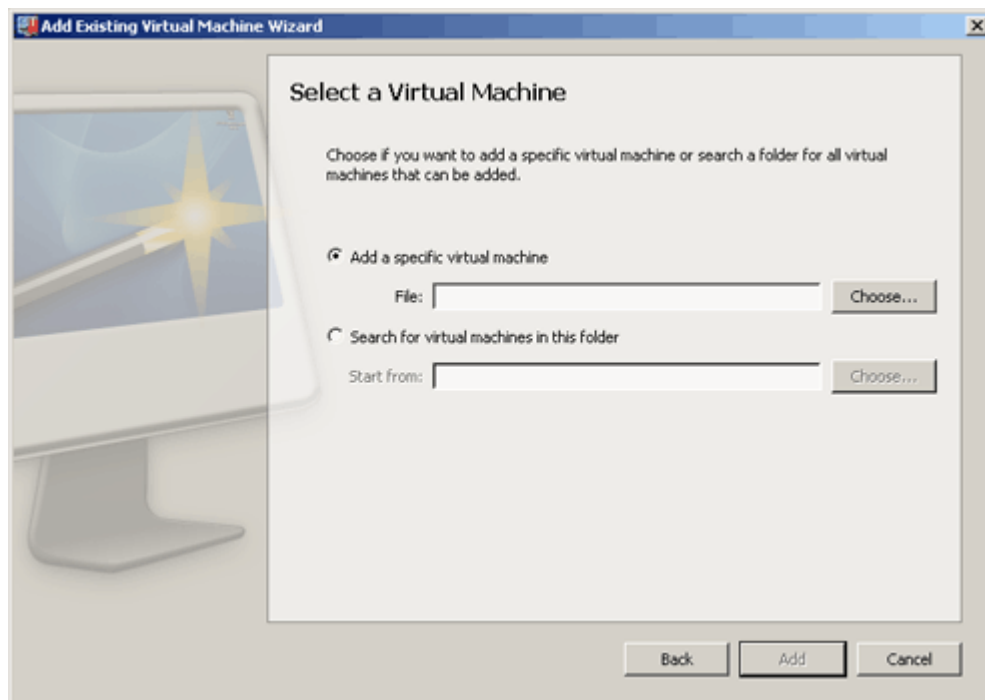 Add Existing Virtual Machine Wizard
Select a Virtual Machine
Choose if you want to add a specific virtual machine or search a folder for all virtual
machines that can be added.
Add a specific virtual machine
File:
Choose...
Search for virtual machines in this folder
Start from:
Choose...
Back
Add
Cancel